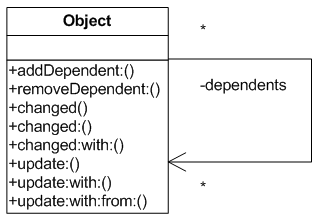 Object
*
+addDependent:()
+removeDependent:()
-dependents
+changed()
+changed:()
+changed:with:()
+update:()
+update:with:()
*
+update:with:from:()